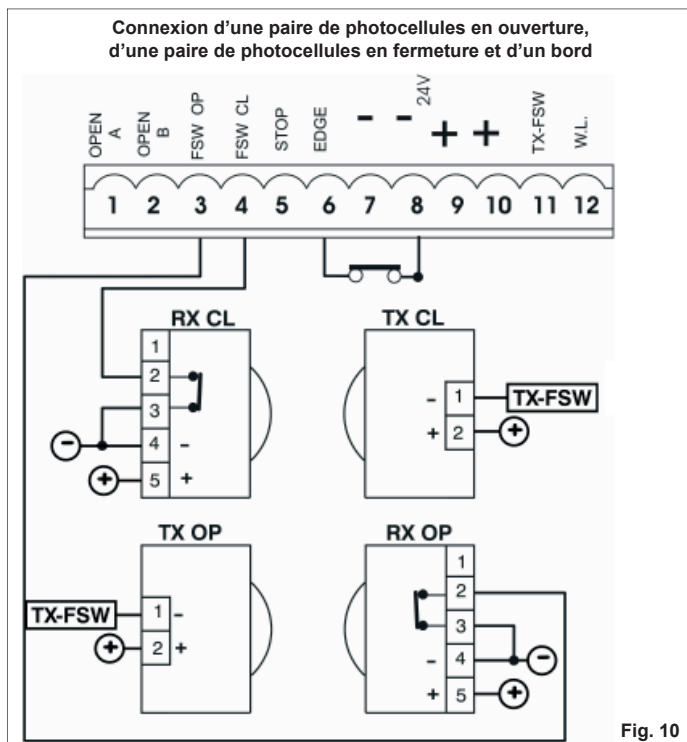 Connexion d'une paire de photocellules en ouverture,
d'une paire de photocellules en fermeture et d'un bord
OPEN A
OPEN B
FSW OP
FSW CL
STOP
EDGE
- - 24V
+ +
TX-FSW
W.L.
1 2 3 4 5 6 7 8 9 10 11 12
RX CL
1
2
3
- 4 -
+ 5 +
TX CL
- 1 TX-FSW
+ 2 +
TX OP
TX-FSW 1 -
+ 2 +
RX OP
1
2
3
- 4 -
+ 5 +
Fig. 10